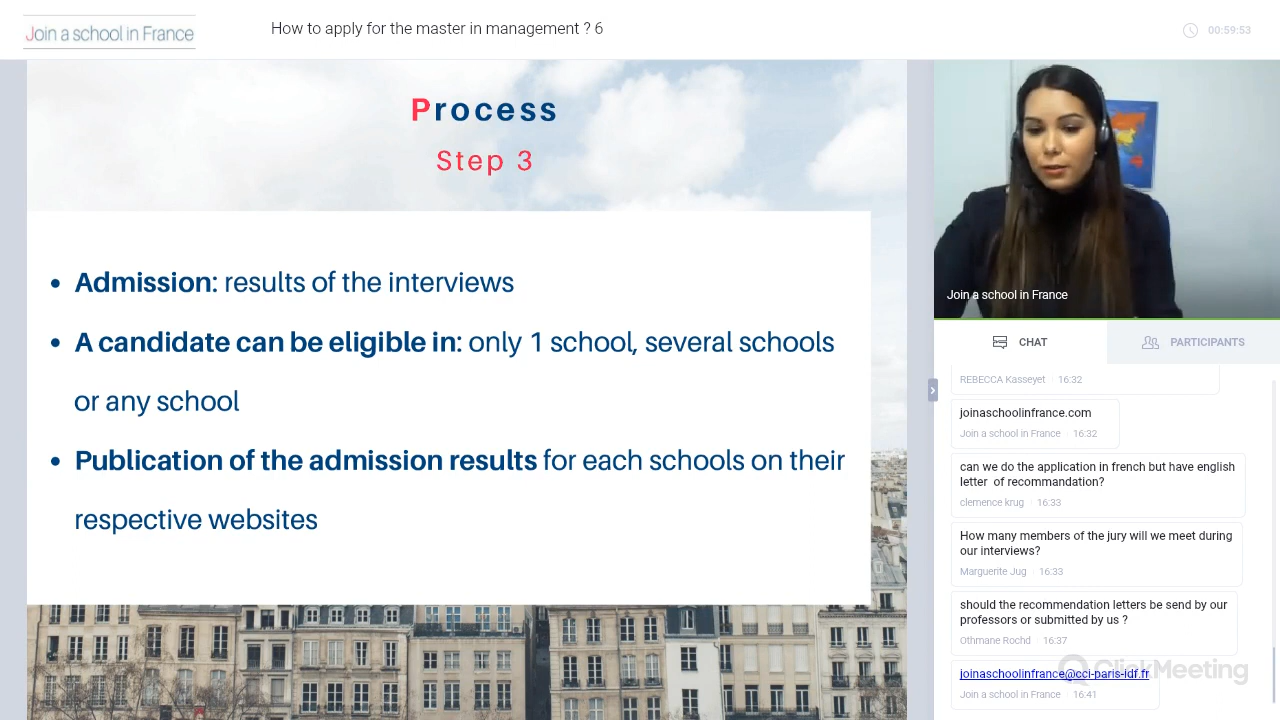 Join a school in France
How to apply for the master in management ? 6
00:59:53
Process
Step 3
• Admission: results of the interviews
• A candidate can be eligible in: only 1 school, several schools
or any school
• Publication of the admission results for each schools on their
respective websites
Join a school in France
CHAT
PARTICIPANTS
REBECCA Kasseyet · 16:32
joinaschoolinfrance.com
Join a school in France · 16:32
can we do the application in french but have english
letter of recommandation?
clemence krug · 16:33
How many members of the jury will we meet during
our interviews?
Marguerite Jug · 16:33
should the recommendation letters be send by our
professors or submitted by us ?
Othmane Rochd · 16:37
joinaschoolinfrance@cci-paris-idf.fr
Join a school in France · 16:41
ClickMeeting